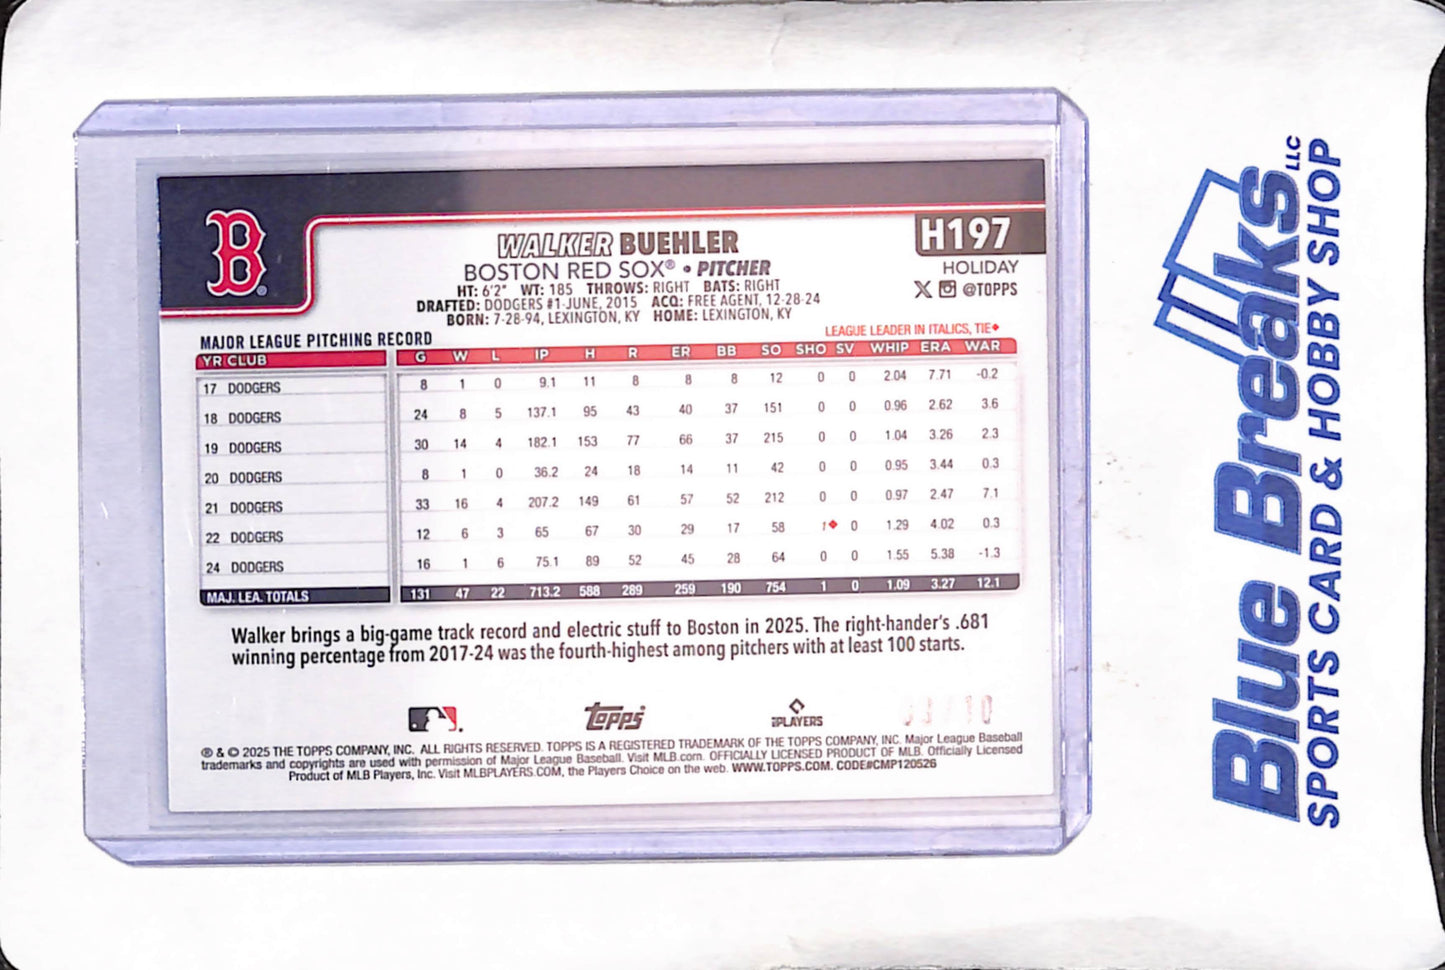 B
WALKER BUEHLER
H197
BOSTON RED SOX® • PITCHER
HOLIDAY
HT: 6'2" WT: 185 THROWS: RIGHT BATS: RIGHT
@TOPPS
DRAFTED: DODGERS #1-JUNE, 2015 ACQ: FREE AGENT, 12-28-24
BORN: 7-28-94, LEXINGTON, KY HOME: LEXINGTON, KY
MAJOR LEAGUE PITCHING RECORD
LEAGUE LEADER IN ITALICS, TIE♦
YR CLUB G W L IP H R ER BB SO SHO SV WHIP ERA WAR
17 DODGERS 8 1 0 9.1 11 8 8 8 12 0 0 2.04 7.71 -0.2
18 DODGERS 24 8 5 137.1 95 43 40 37 151 0 0 0.96 2.62 3.6
19 DODGERS 30 14 4 182.1 153 77 66 37 215 0 0 1.04 3.26 2.3
20 DODGERS 8 1 0 36.2 24 18 14 11 42 0 0 0.95 3.44 0.3
21 DODGERS 33 16 4 207.2 149 61 57 52 212 0 0 0.97 2.47 7.1
22 DODGERS 12 6 3 65 67 30 29 17 58 1♦ 0 1.29 4.02 0.3
24 DODGERS 16 1 6 75.1 89 52 45 28 64 0 0 1.55 5.38 -1.3
MAJ. LEA. TOTALS 131 47 22 713.2 588 289 259 190 754 1 0 1.09 3.27 12.1
Walker brings a big-game track record and electric stuff to Boston in 2025. The right-hander's .681
winning percentage from 2017-24 was the fourth-highest among pitchers with at least 100 starts.
Topps
PLAYERS
® & © 2025 THE TOPPS COMPANY, INC. ALL RIGHTS RESERVED. TOPPS IS A REGISTERED TRADEMARK OF THE TOPPS COMPANY, INC. Major League Baseball
trademarks and copyrights are used with permission of Major League Baseball. Visit MLB.com. OFFICIALLY LICENSED PRODUCT OF MLB. Officially Licensed
Product of MLB Players, Inc. Visit MLBPLAYERS.COM, the Players Choice on the web. WWW.TOPPS.COM. CODE#CMP120526
Blue Breaks LLC
SPORTS CARD & HOBBY SHOP